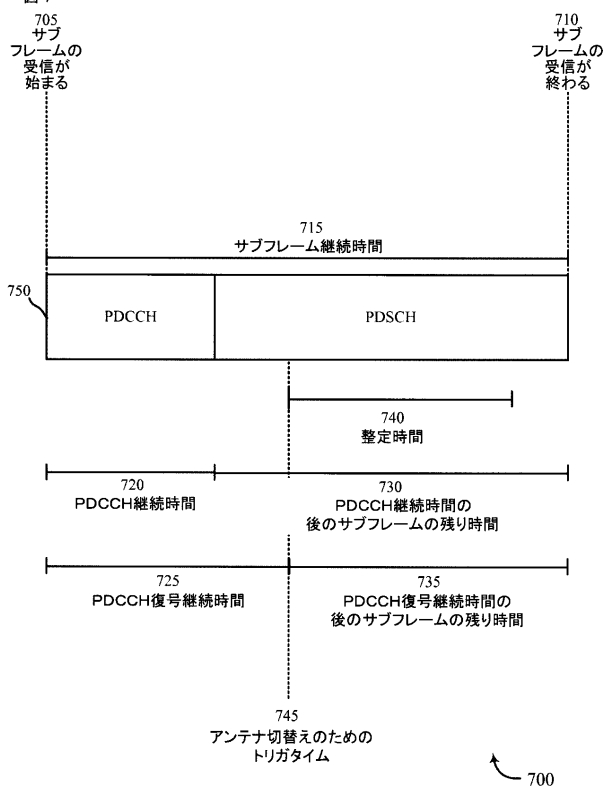 705
サブ
フレームの
受信が
始まる
710
サブ
フレームの
受信が
終わる
715
サブフレーム継続時間
750
PDCCH
PDSCH
740
整定時間
720
PDCCH継続時間
730
PDCCH継続時間の
後のサブフレームの残り時間
725
PDCCH復号継続時間
735
PDCCH復号継続時間の
後のサブフレームの残り時間
745
アンテナ切替えのための
トリガタイム
700